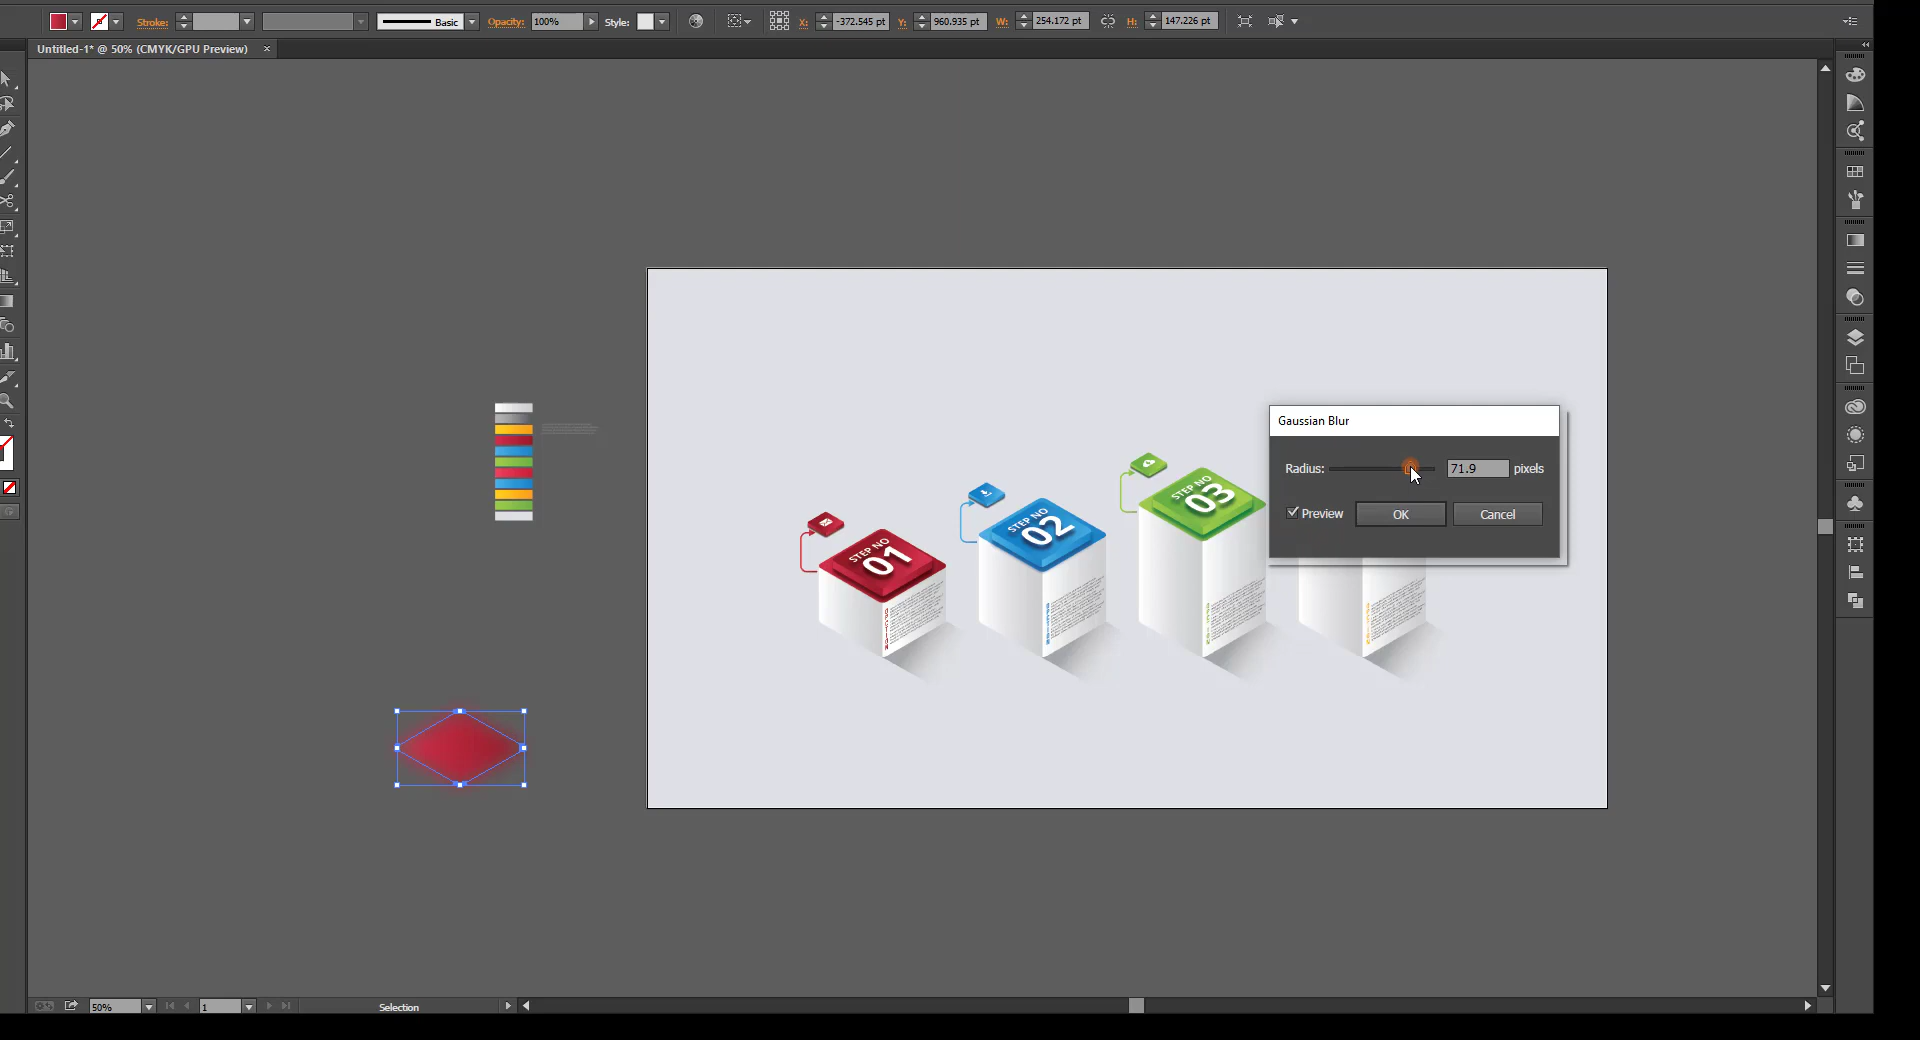 Stroke:
Basic
Opacity:
100%
Style:
X:
-372.545 pt
Y:
960.935 pt
W:
254.172 pt
H:
147.226 pt
Untitled-1* @ 50% (CMYK/GPU Preview)
×
Gaussian Blur
Radius:
71.9
pixels
Preview
OK
Cancel
STEP NO
01
STEP NO
02
STEP NO
03
50%
1
Selection